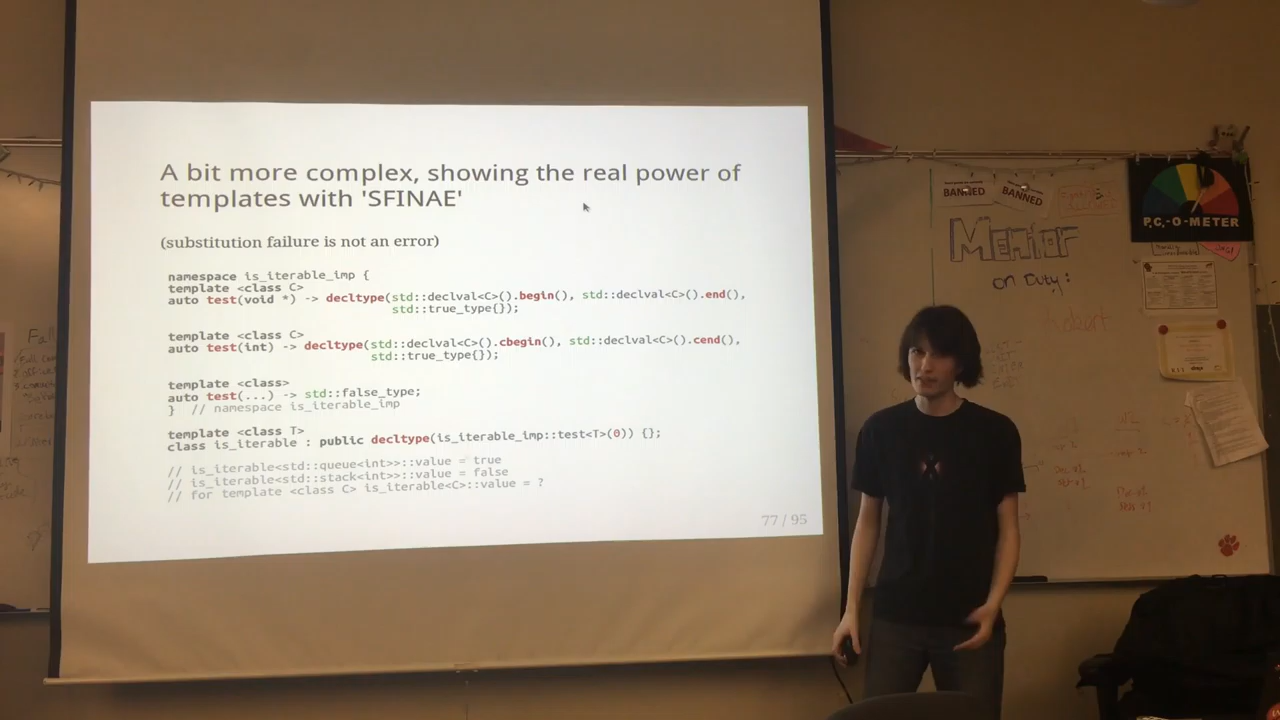 A bit more complex, showing the real power of
templates with 'SFINAE'
(substitution failure is not an error)
namespace is_iterable_imp {
template <class C>
auto test(void *) -> decltype(std::declval<C>().begin(), std::declval<C>().end(),
std::true_type{});
template <class C>
auto test(int) -> decltype(std::declval<C>().cbegin(), std::declval<C>().cend(),
std::true_type{});
template <class>
auto test(...) -> std::false_type;
} // namespace is_iterable_imp
template <class T>
class is_iterable : public decltype(is_iterable_imp::test<T>(0)) {};
// is_iterable<std::queue<int>>::value = true
// is_iterable<std::stack<int>>::value = false
// for template <class C> is_iterable<C>::value = ?
77 / 95
BANNED
BANNED
P.C.-O-METER
Mentor
on Duty:
Robert
Fall